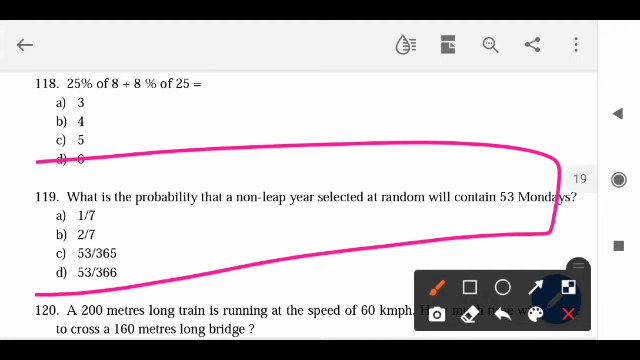 118. 25% of 8 + 8 % of 25 =
a) 3
b) 4
c) 5
d) 6
19
119. What is the probability that a non-leap year selected at random will contain 53 Mondays?
a) 1/7
b) 2/7
c) 53/365
d) 53/366
120. A 200 metres long train is running at the speed of 60 kmph. 
to cross a 160 metres long bridge ?